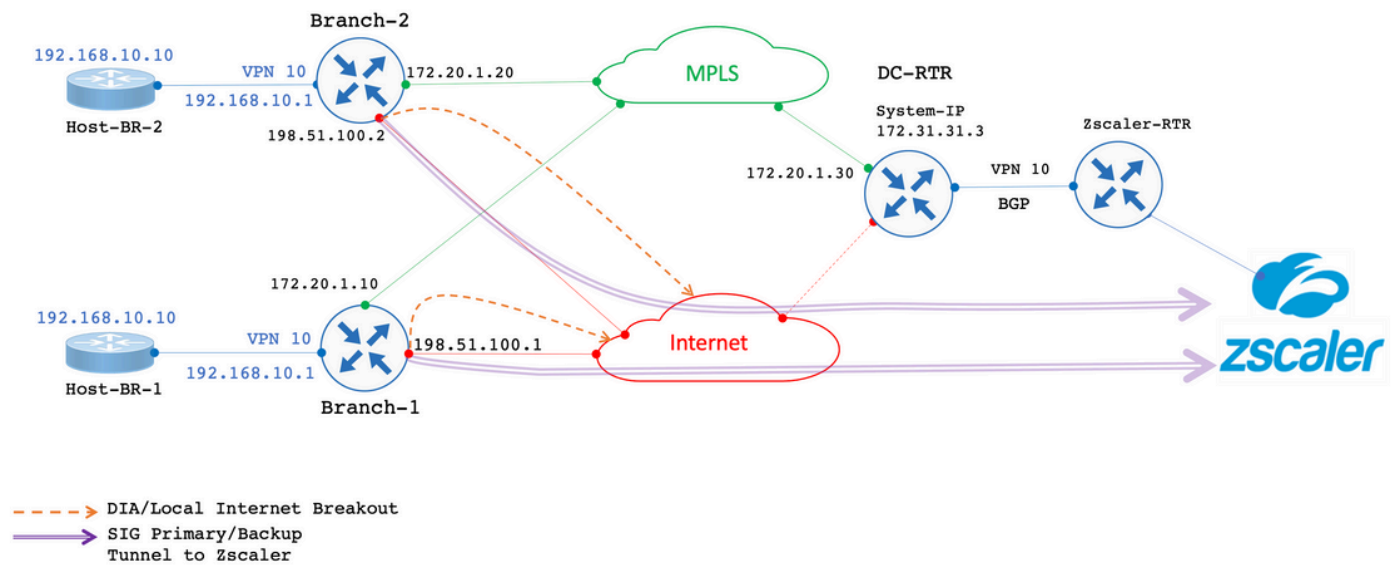 Branch-2
192.168.10.10
VPN 10
192.168.10.1
Host-BR-2
172.20.1.20
198.51.100.2
MPLS
DC-RTR
System-IP
172.31.31.3
172.20.1.30
VPN 10
BGP
Zscaler-RTR
172.20.1.10
192.168.10.10
VPN 10
192.168.10.1
Host-BR-1
198.51.100.1
Branch-1
Internet
zscaler
DIA/Local Internet Breakout
SIG Primary/Backup
Tunnel to Zscaler